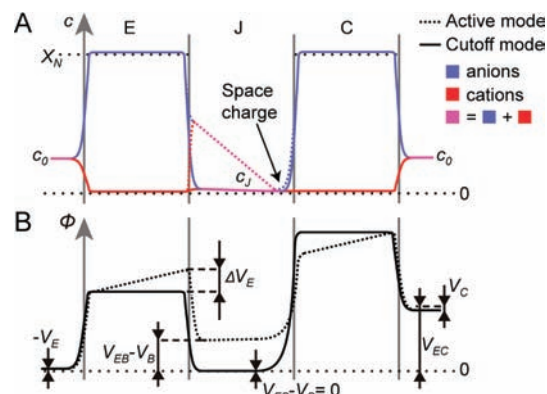 A
c
E
J
C
Active mode
Cutoff mode
anions
cations
= +
X_N
Space
charge
c_0
c_J
c_0
0
B
Φ
ΔV_E
-V_E
V_EB-V_B
V_C
V_EC
0